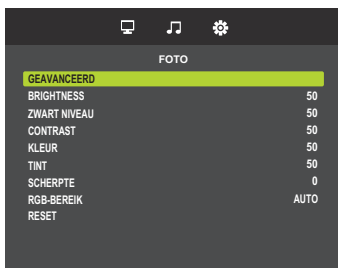 FOTO
GEAVANCEERD
BRIGHTNESS 50
ZWART NIVEAU 50
CONTRAST 50
KLEUR 50
TINT 50
SCHERPTE 0
RGB-BEREIK AUTO
RESET